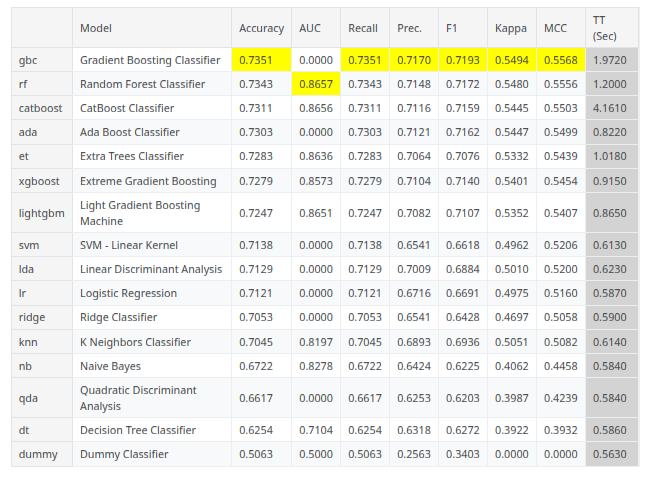 Model Accuracy AUC Recall Prec. F1 Kappa MCC TT (Sec)
gbc Gradient Boosting Classifier 0.7351 0.0000 0.7351 0.7170 0.7193 0.5494 0.5568 1.9720
rf Random Forest Classifier 0.7343 0.8657 0.7343 0.7148 0.7172 0.5480 0.5556 1.2000
catboost CatBoost Classifier 0.7311 0.8656 0.7311 0.7116 0.7159 0.5445 0.5503 4.1610
ada Ada Boost Classifier 0.7303 0.0000 0.7303 0.7121 0.7162 0.5447 0.5499 0.8220
et Extra Trees Classifier 0.7283 0.8636 0.7283 0.7064 0.7076 0.5332 0.5439 1.0180
xgboost Extreme Gradient Boosting 0.7279 0.8573 0.7279 0.7104 0.7140 0.5401 0.5454 0.9150
lightgbm Light Gradient Boosting Machine 0.7247 0.8651 0.7247 0.7082 0.7107 0.5352 0.5407 0.8650
svm SVM - Linear Kernel 0.7138 0.0000 0.7138 0.6541 0.6618 0.4962 0.5206 0.6130
lda Linear Discriminant Analysis 0.7129 0.0000 0.7129 0.7009 0.6884 0.5010 0.5200 0.6230
lr Logistic Regression 0.7121 0.0000 0.7121 0.6716 0.6691 0.4975 0.5160 0.5870
ridge Ridge Classifier 0.7053 0.0000 0.7053 0.6541 0.6428 0.4697 0.5058 0.5900
knn K Neighbors Classifier 0.7045 0.8197 0.7045 0.6893 0.6936 0.5051 0.5082 0.6140
nb Naive Bayes 0.6722 0.8278 0.6722 0.6424 0.6225 0.4062 0.4458 0.5840
qda Quadratic Discriminant Analysis 0.6617 0.0000 0.6617 0.6253 0.6203 0.3987 0.4239 0.5840
dt Decision Tree Classifier 0.6254 0.7104 0.6254 0.6318 0.6272 0.3922 0.3932 0.5860
dummy Dummy Classifier 0.5063 0.5000 0.5063 0.2563 0.3403 0.0000 0.0000 0.5630